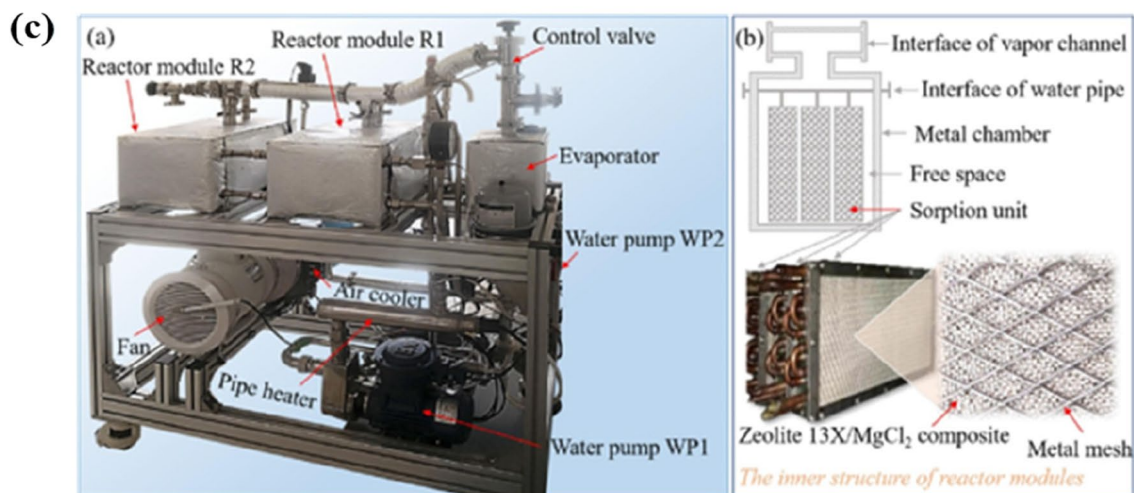 (c)
(a)
Reactor module R1
Control valve
Reactor module R2
Evaporator
Water pump WP2
Air cooler
Fan
Pipe heater
Water pump WP1
(b)
Interface of vapor channel
Interface of water pipe
Metal chamber
Free space
Sorption unit
Zeolite 13X/MgCl₂ composite
Metal mesh
The inner structure of reactor modules